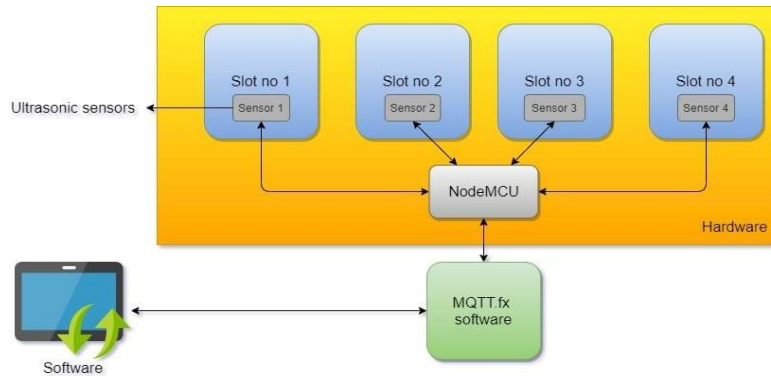 Slot no 1
Slot no 2
Slot no 3
Slot no 4
Ultrasonic sensors
Sensor 1
Sensor 2
Sensor 3
Sensor 4
NodeMCU
Hardware
MQTT.fx
software
Software